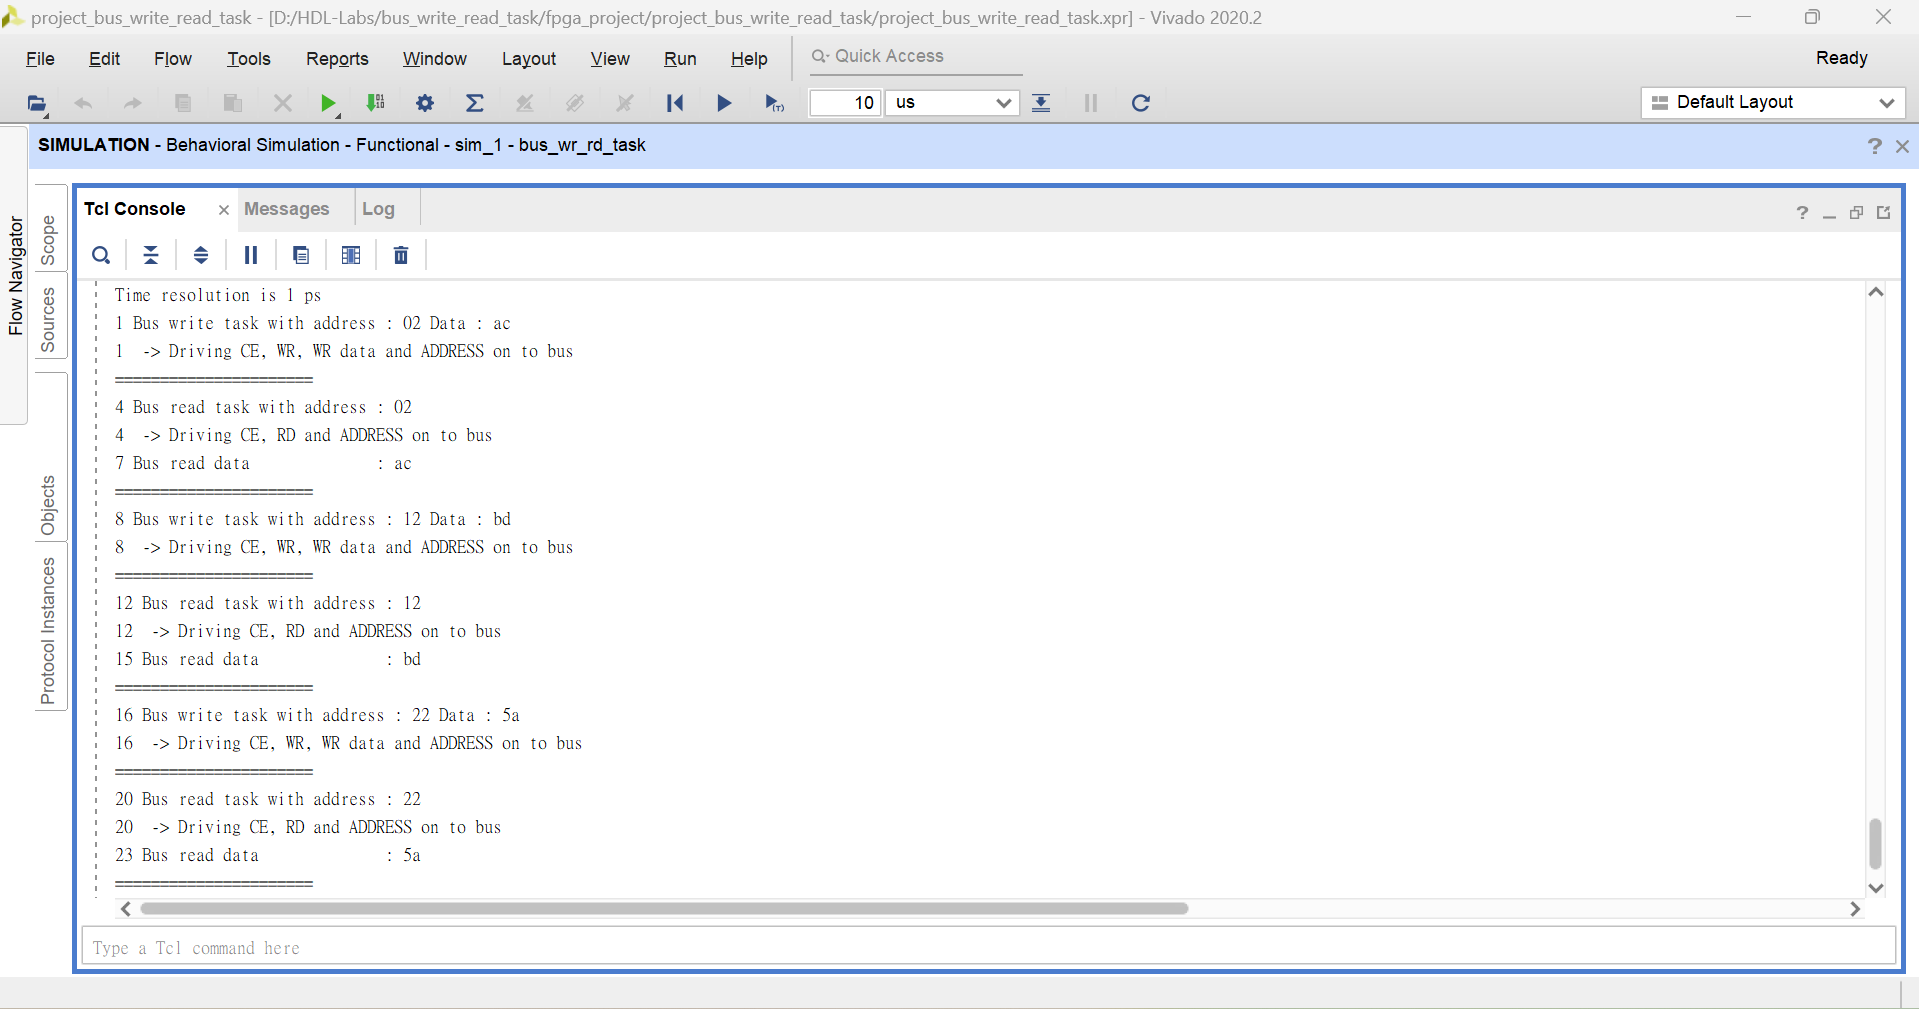 project_bus_write_read_task - [D:/HDL-Labs/bus_write_read_task/fpga_project/project_bus_write_read_task/project_bus_write_read_task.xpr] - Vivado 2020.2
File Edit Flow Tools Reports Window Layout View Run Help Quick Access Ready
10 us Default Layout
SIMULATION - Behavioral Simulation - Functional - sim_1 - bus_wr_rd_task
Flow Navigator
Scope
Sources
Objects
Protocol Instances
Tcl Console Messages Log
Time resolution is 1 ps
1 Bus write task with address : 02 Data : ac
1 -> Driving CE, WR, WR data and ADDRESS on to bus
======================
4 Bus read task with address : 02
4 -> Driving CE, RD and ADDRESS on to bus
7 Bus read data : ac
======================
8 Bus write task with address : 12 Data : bd
8 -> Driving CE, WR, WR data and ADDRESS on to bus
======================
12 Bus read task with address : 12
12 -> Driving CE, RD and ADDRESS on to bus
15 Bus read data : bd
======================
16 Bus write task with address : 22 Data : 5a
16 -> Driving CE, WR, WR data and ADDRESS on to bus
======================
20 Bus read task with address : 22
20 -> Driving CE, RD and ADDRESS on to bus
23 Bus read data : 5a
======================
Type a Tcl command here